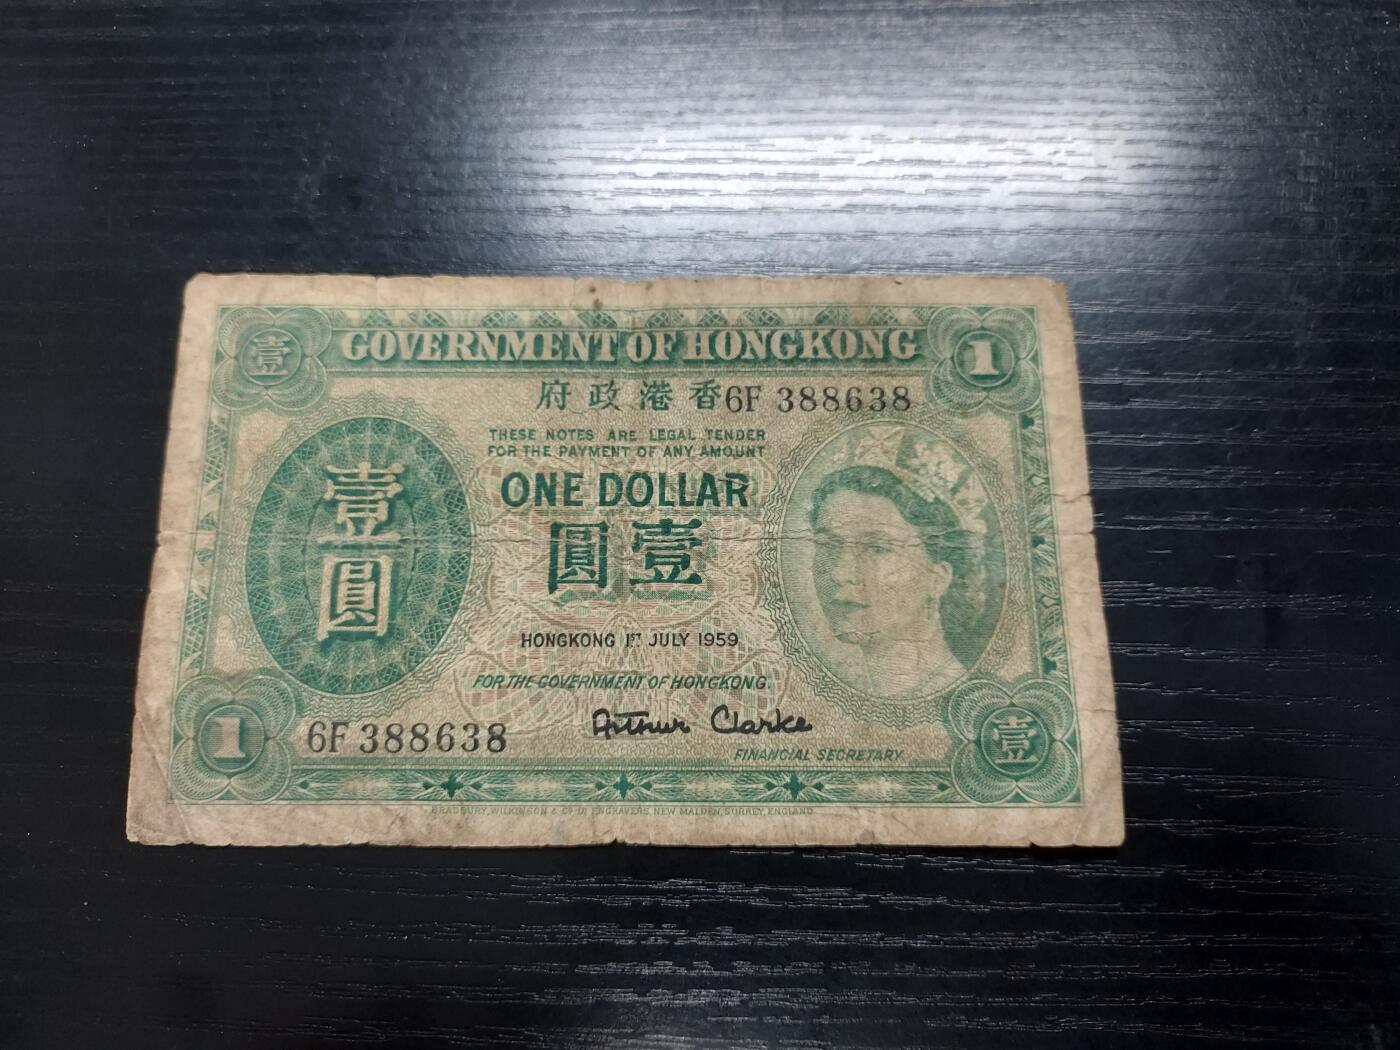 壹 GOVERNMENT OF HONGKONG 1
府政港香 6F 388638
THESE NOTES ARE LEGAL TENDER
FOR THE PAYMENT OF ANY AMOUNT
ONE DOLLAR
圓壹
壹圓
HONGKONG 1ST JULY 1959
FOR THE GOVERNMENT OF HONGKONG
1 6F 388638 Arthur Clarke 壹
FINANCIAL SECRETARY
BRADBURY, WILKINSON & Co Ld ENGRAVERS NEW MALDEN, SURREY, ENGLAND